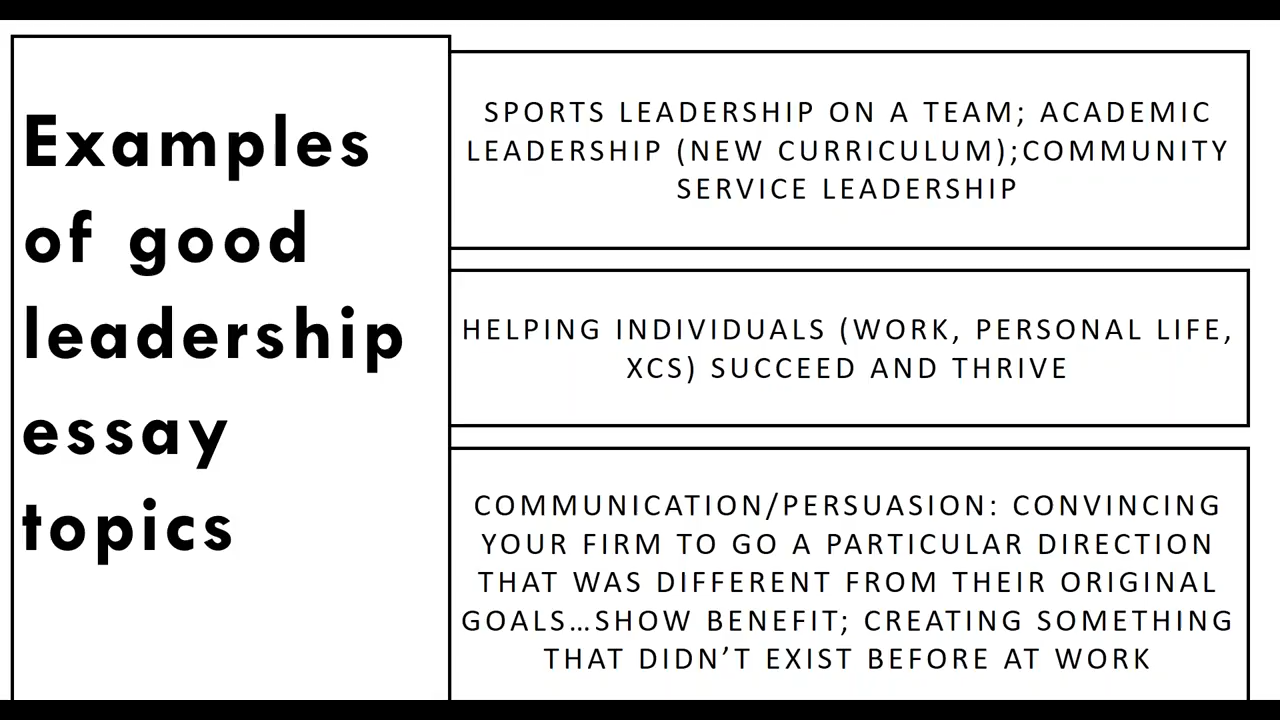 Examples
of good
leadership
essay
topics
SPORTS LEADERSHIP ON A TEAM; ACADEMIC
LEADERSHIP (NEW CURRICULUM);COMMUNITY
SERVICE LEADERSHIP
HELPING INDIVIDUALS (WORK, PERSONAL LIFE,
XCS) SUCCEED AND THRIVE
COMMUNICATION/PERSUASION: CONVINCING
YOUR FIRM TO GO A PARTICULAR DIRECTION
THAT WAS DIFFERENT FROM THEIR ORIGINAL
GOALS…SHOW BENEFIT; CREATING SOMETHING
THAT DIDN’T EXIST BEFORE AT WORK